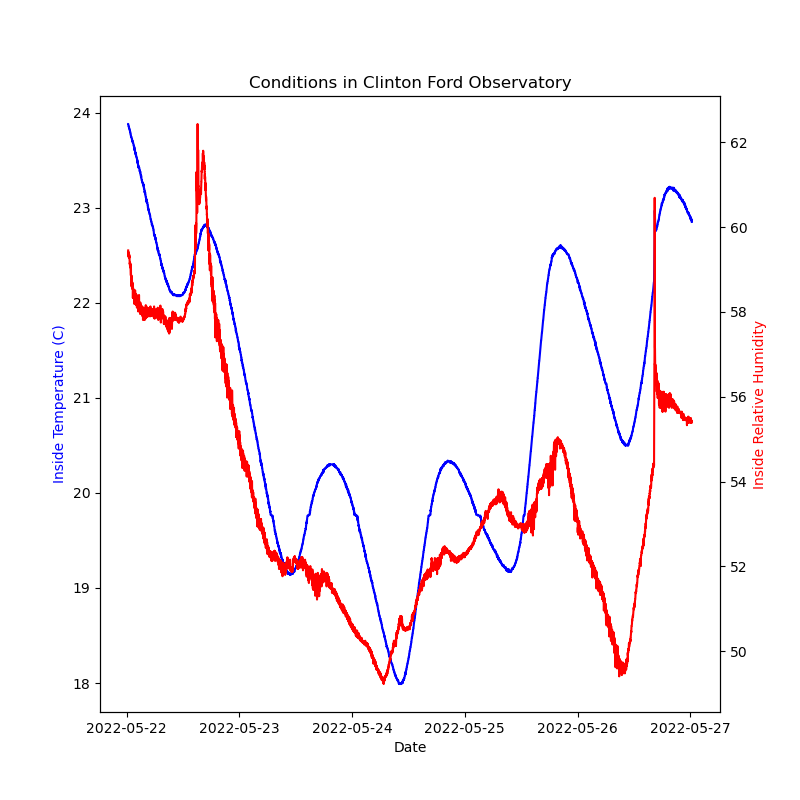 Conditions in Clinton Ford Observatory
24
23
22
21
20
19
18
Inside Temperature (C)
62
60
58
56
54
52
50
Inside Relative Humidity
2022-05-22 2022-05-23 2022-05-24 2022-05-25 2022-05-26 2022-05-27
Date